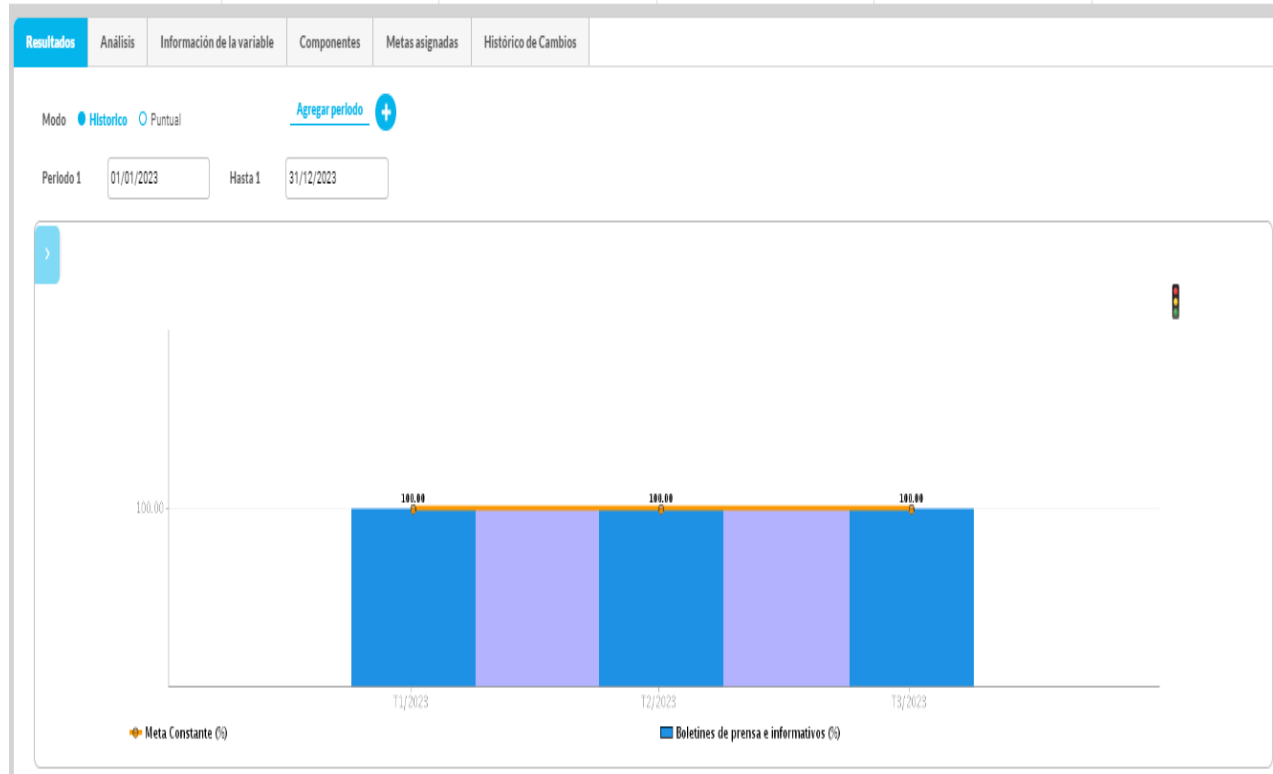 Resultados Análisis Información de la variable Componentes Metas asignadas Histórico de Cambios
Modo Historico Puntual Agregar periodo +
Periodo 1 01/01/2023 Hasta 1 31/12/2023
100.00 100.00 100.00
100.00
T1/2023 T2/2023 T3/2023
Meta Constante (%) Boletines de prensa e informativos (%)